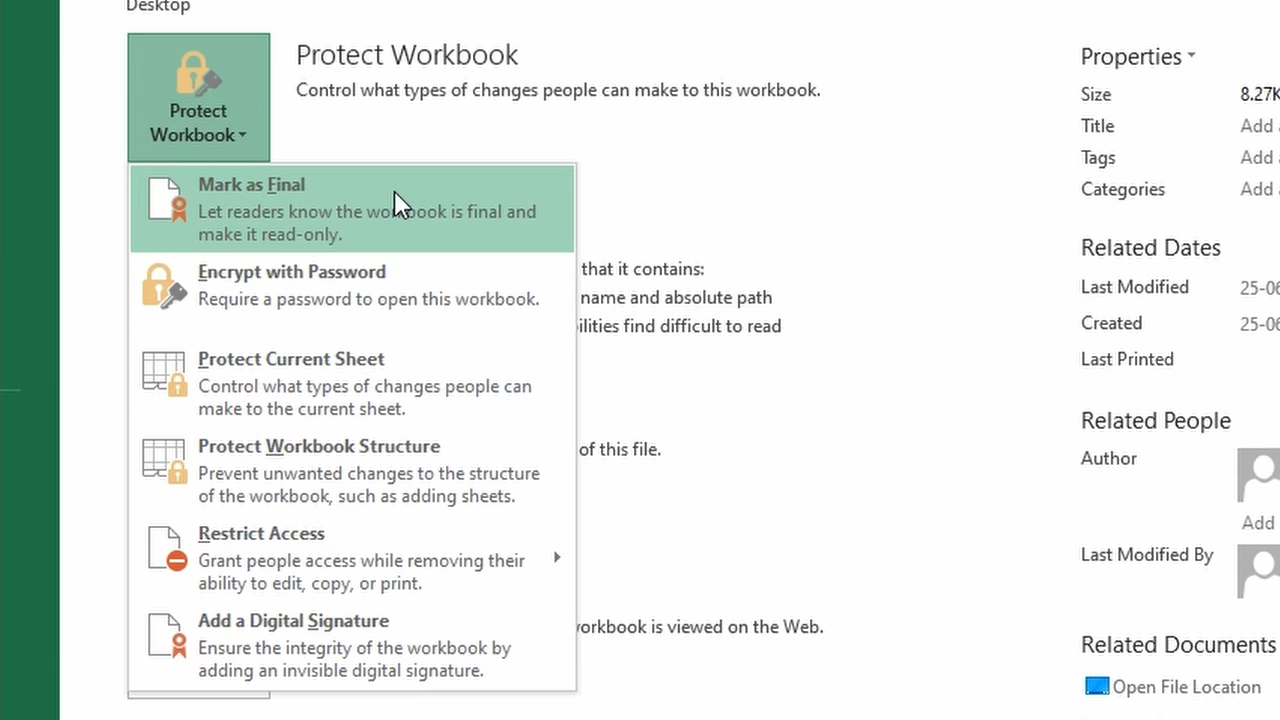 Desktop
Protect
Workbook
Protect Workbook
Control what types of changes people can make to this workbook.
Mark as Final
Let readers know the workbook is final and
make it read-only.
Encrypt with Password
Require a password to open this workbook.
Protect Current Sheet
Control what types of changes people can
make to the current sheet.
Protect Workbook Structure
Prevent unwanted changes to the structure
of the workbook, such as adding sheets.
Restrict Access
Grant people access while removing their
ability to edit, copy, or print.
Add a Digital Signature
Ensure the integrity of the workbook by
adding an invisible digital signature.
that it contains:
name and absolute path
ilities find difficult to read
of this file.
orkbook is viewed on the Web.
Properties
Size 8.27K
Title Add
Tags Add
Categories Add
Related Dates
Last Modified 25-06
Created 25-06
Last Printed
Related People
Author
Add
Last Modified By
Related Documents
Open File Location